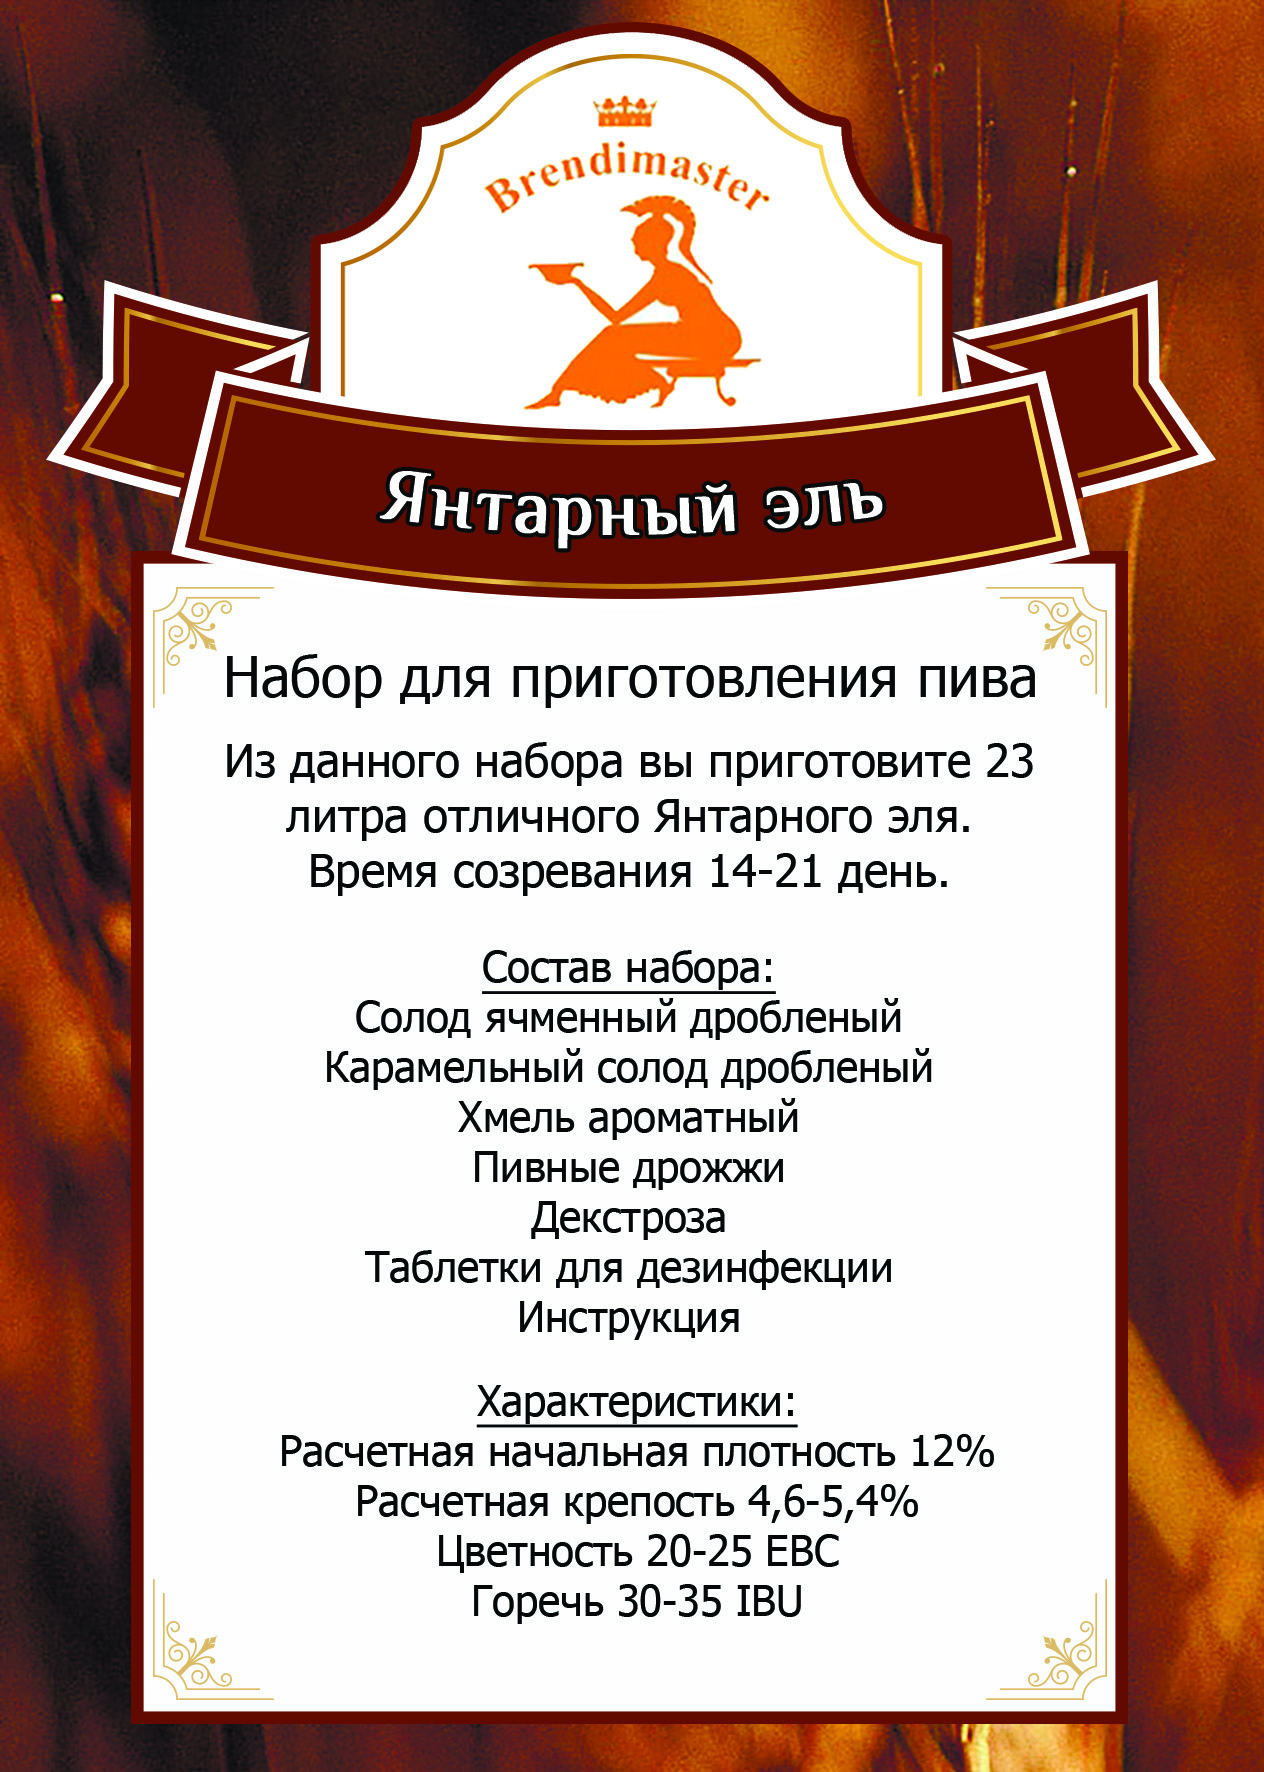 Brendimaster
Янтарный эль
Набор для приготовления пива
Из данного набора вы приготовите 23
литра отличного Янтарного эля.
Время созревания 14-21 день.
Состав набора:
Солод ячменный дробленый
Карамельный солод дробленый
Хмель ароматный
Пивные дрожжи
Декстроза
Таблетки для дезинфекции
Инструкция
Характеристики:
Расчетная начальная плотность 12%
Расчетная крепость 4,6-5,4%
Цветность 20-25 EBC
Горечь 30-35 IBU